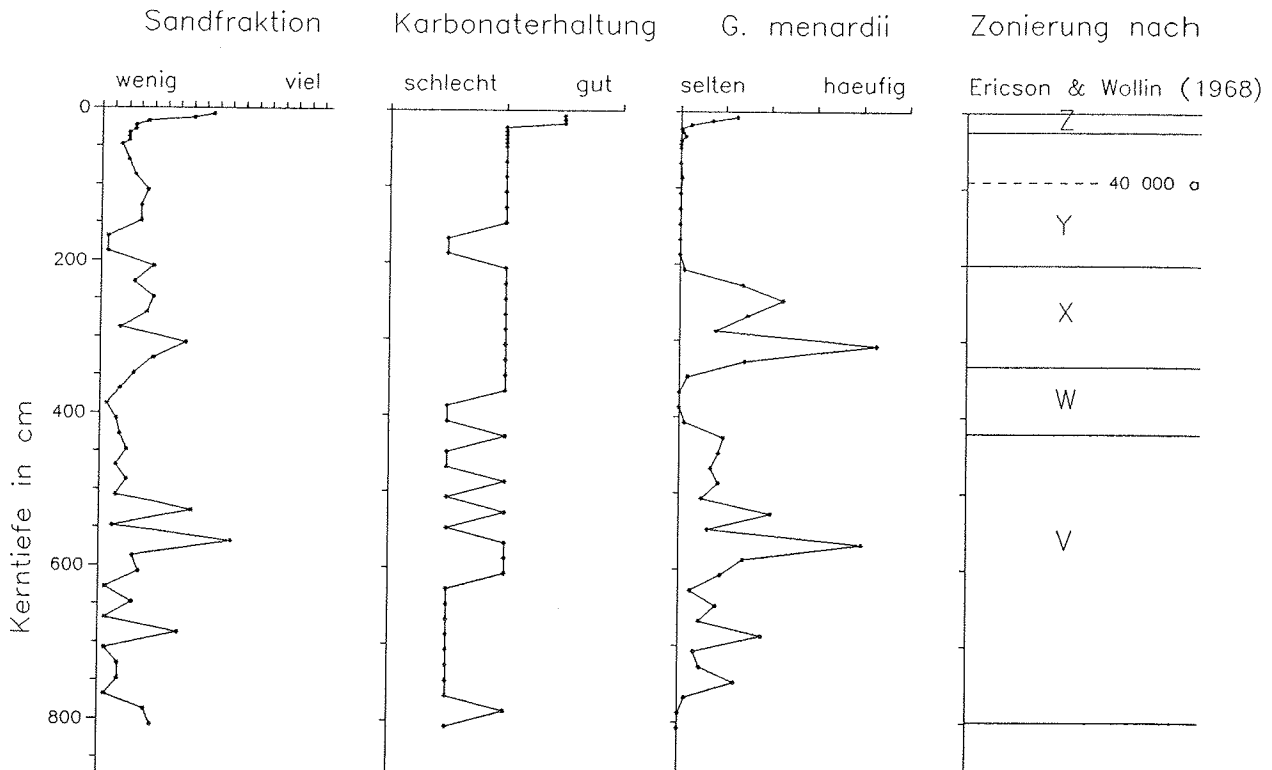 Sandfraktion Karbonaterhaltung G. menardii Zonierung nach
wenig viel schlecht gut selten haeufig Ericson & Wollin (1968)
0
Z
40 000 a
Y
200
X
W
400
V
600
800
Kerntiefe in cm